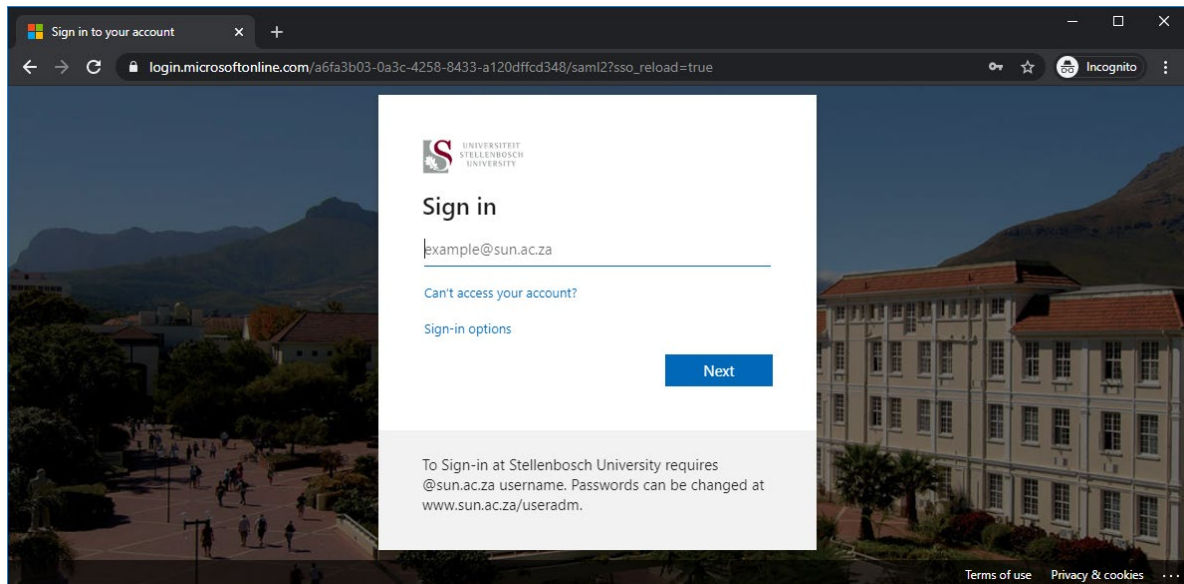 Sign in to your account
login.microsoftonline.com/a6fa3b03-0a3c-4258-8433-a120dffcd348/saml2?sso_reload=true
Incognito
UNIVERSITEIT
STELLENBOSCH
UNIVERSITY
Sign in
example@sun.ac.za
Can't access your account?
Sign-in options
Next
To Sign-in at Stellenbosch University requires
@sun.ac.za username. Passwords can be changed at
www.sun.ac.za/useradm.
Terms of use Privacy & cookies ...